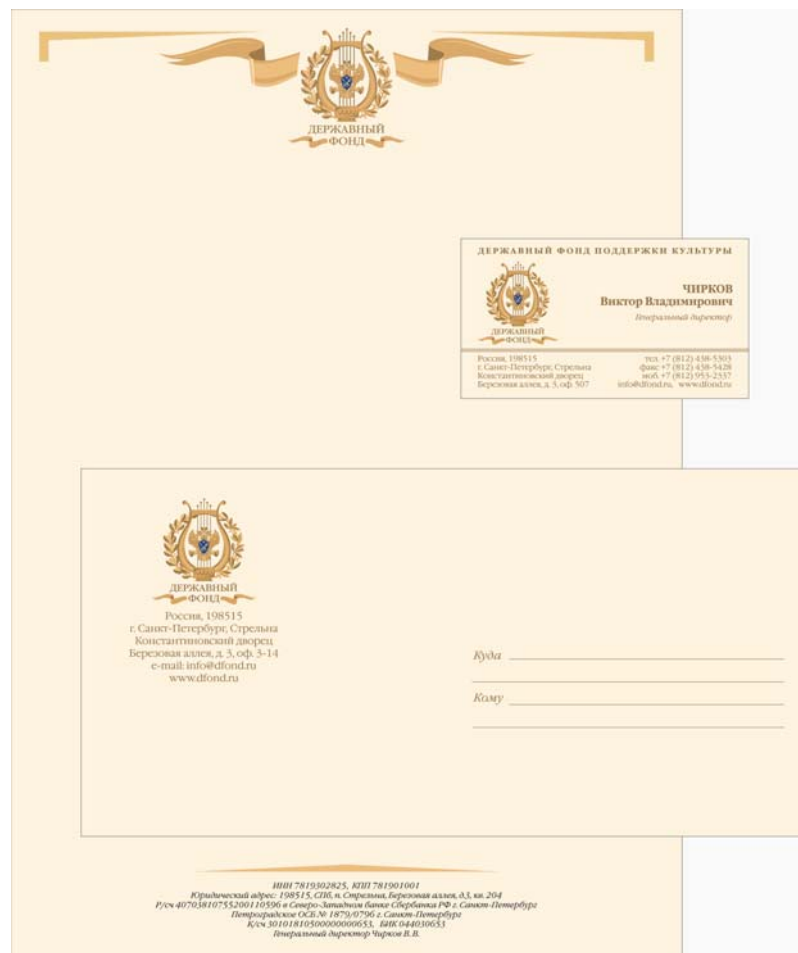 ДЕРЖАВНЫЙ
ФОНД
ДЕРЖАВНЫЙ ФОНД ПОДДЕРЖКИ КУЛЬТУРЫ
ЧИРКОВ
Виктор Владимирович
Генеральный директор
ДЕРЖАВНЫЙ
ФОНД
Россия, 198515
г. Санкт-Петербург, Стрельна
Константиновский дворец
Березовая аллея, д. 3, оф. 507
тел. +7 (812) 438-5303
факс +7 (812) 438-5428
моб. +7 (812) 953-2337
info@dfond.ru, www.dfond.ru
ДЕРЖАВНЫЙ
ФОНД
Россия, 198515
г. Санкт-Петербург, Стрельна
Константиновский дворец
Березовая аллея, д. 3, оф. 3-14
e-mail: info@dfond.ru
www.dfond.ru
Куда
Кому
ИНН 7819302825, КПП 781901001
Юридический адрес: 198515, СПб, п. Стрельна, Березовая аллея, д.3, кв. 204
Р/сч 40703810755200110596 в Северо-Западном банке Сбербанка РФ г. Санкт-Петербург
Петроградское ОСБ № 1879/0796 г. Санкт-Петербург
К/сч 30101810500000000653, БИК 044030653
Генеральный директор Чирков В. В.